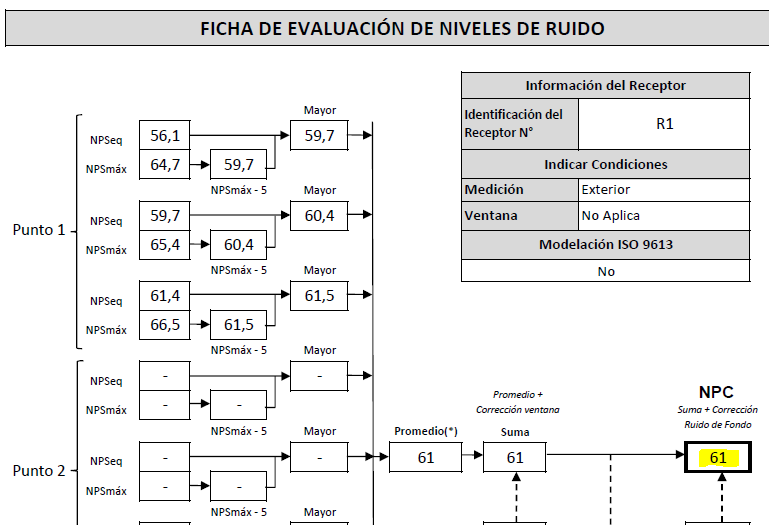 FICHA DE EVALUACIÓN DE NIVELES DE RUIDO
Información del Receptor
Identificación del
Receptor N°
R1
Indicar Condiciones
Medición
Exterior
Ventana
No Aplica
Modelación ISO 9613
No
Punto 1
Mayor
NPSeq
56,1
59,7
NPSmáx
64,7
59,7
NPSmáx - 5
Mayor
NPSeq
59,7
60,4
NPSmáx
65,4
60,4
NPSmáx - 5
Mayor
NPSeq
61,4
61,5
NPSmáx
66,5
61,5
NPSmáx - 5
Punto 2
Mayor
NPSeq
-
-
NPSmáx
-
-
NPSmáx - 5
Mayor
NPSeq
-
-
NPSmáx
-
-
NPSmáx - 5
Mayor
Promedio(*)
61
Promedio +
Corrección ventana
Suma
61
NPC
Suma + Corrección
Ruido de Fondo
61